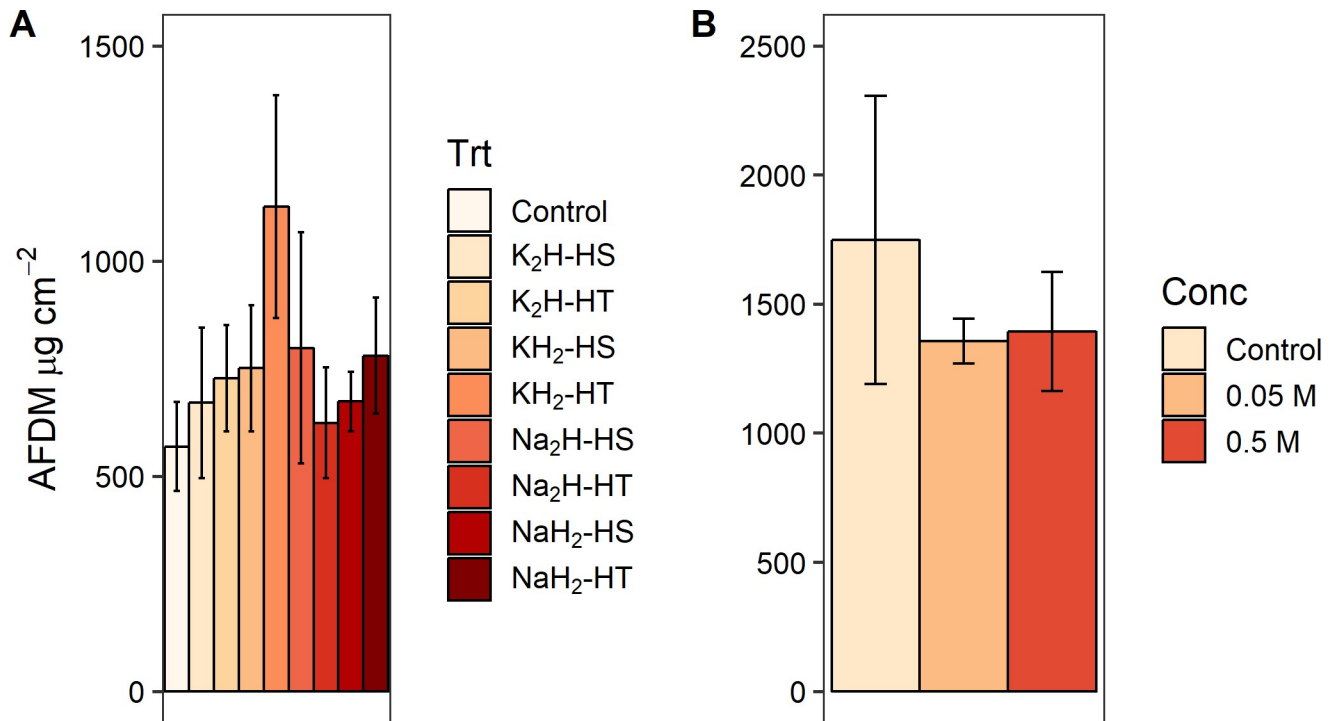 A
AFDM μg cm⁻²
1500
1000
500
0
Trt
Control
K₂H-HS
K₂H-HT
KH₂-HS
KH₂-HT
Na₂H-HS
Na₂H-HT
NaH₂-HS
NaH₂-HT
B
2500
2000
1500
1000
500
0
Conc
Control
0.05 M
0.5 M